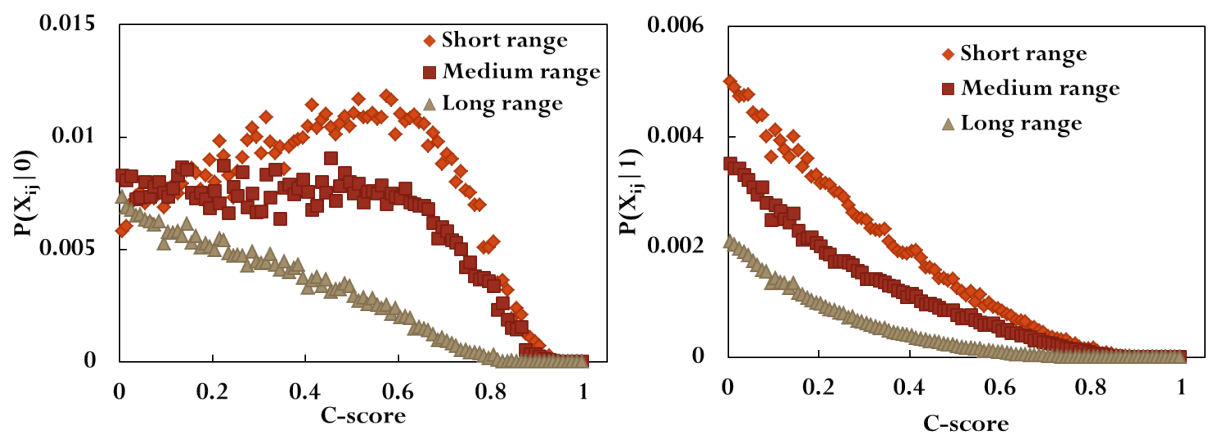 0.015
0.01
0.005
0
P(Xij | 0)
Short range
Medium range
Long range
0 0.2 0.4 0.6 0.8 1
C-score
0.006
0.004
0.002
0
P(Xij | 1)
Short range
Medium range
Long range
0 0.2 0.4 0.6 0.8 1
C-score